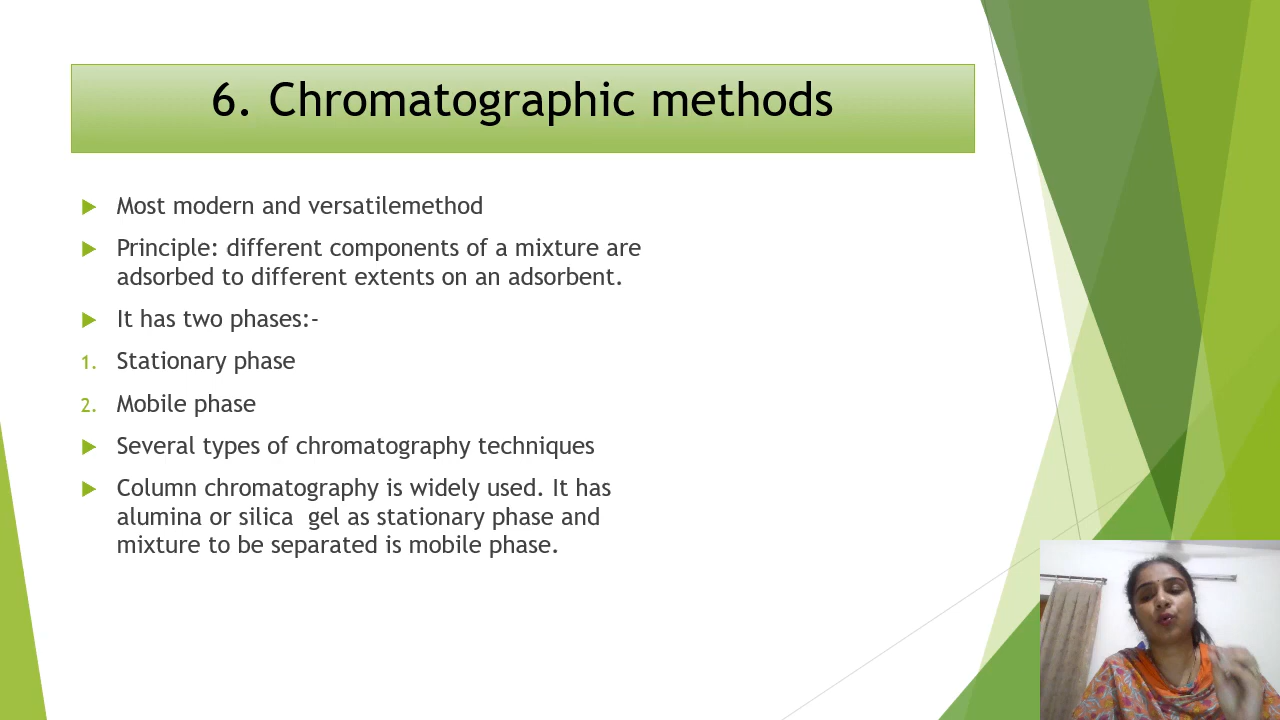 6. Chromatographic methods
Most modern and versatilemethod
Principle: different components of a mixture are
adsorbed to different extents on an adsorbent.
It has two phases:-
1. Stationary phase
2. Mobile phase
Several types of chromatography techniques
Column chromatography is widely used. It has
alumina or silica  gel as stationary phase and
mixture to be separated is mobile phase.